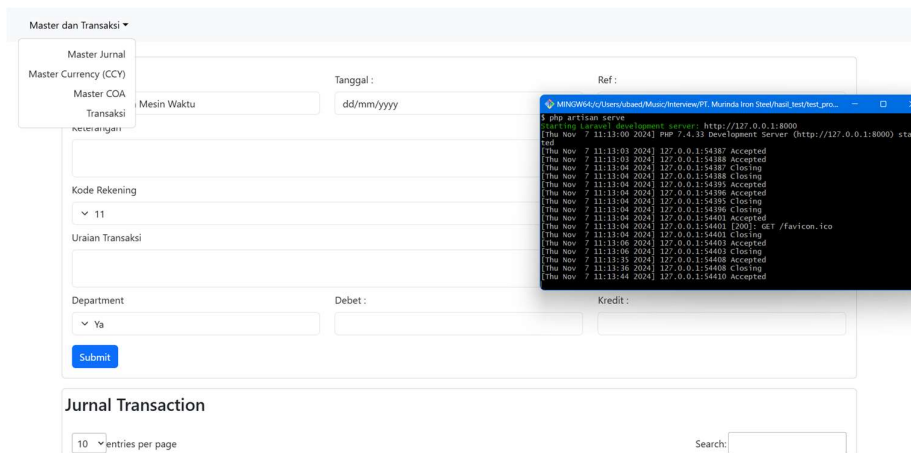 Master dan Transaksi
Master Jurnal
Master Currency (CCY)
Master COA
Transaksi
Tanggal :
Ref :
Mesin Waktu
dd/mm/yyyy
Keterangan
Kode Rekening
11
Uraian Transaksi
Department
Debet :
Kredit :
Ya
Submit
Jurnal Transaction
10 entries per page
Search:
MINGW64:/c/Users/ubaed/Music/Interview/PT. Murinda Iron Steel/hasil_test/test_pro...
$ php artisan serve
Starting Laravel development server: http://127.0.0.1:8000
[Thu Nov 7 11:13:00 2024] PHP 7.4.33 Development Server (http://127.0.0.1:8000) sta
ted
[Thu Nov 7 11:13:03 2024] 127.0.0.1:54387 Accepted
[Thu Nov 7 11:13:03 2024] 127.0.0.1:54388 Accepted
[Thu Nov 7 11:13:04 2024] 127.0.0.1:54387 Closing
[Thu Nov 7 11:13:04 2024] 127.0.0.1:54388 Closing
[Thu Nov 7 11:13:04 2024] 127.0.0.1:54395 Accepted
[Thu Nov 7 11:13:04 2024] 127.0.0.1:54396 Accepted
[Thu Nov 7 11:13:04 2024] 127.0.0.1:54395 Closing
[Thu Nov 7 11:13:04 2024] 127.0.0.1:54396 Closing
[Thu Nov 7 11:13:04 2024] 127.0.0.1:54401 Accepted
[Thu Nov 7 11:13:04 2024] 127.0.0.1:54401 [200]: GET /favicon.ico
[Thu Nov 7 11:13:04 2024] 127.0.0.1:54401 Closing
[Thu Nov 7 11:13:06 2024] 127.0.0.1:54403 Accepted
[Thu Nov 7 11:13:06 2024] 127.0.0.1:54403 Closing
[Thu Nov 7 11:13:35 2024] 127.0.0.1:54408 Accepted
[Thu Nov 7 11:13:36 2024] 127.0.0.1:54408 Closing
[Thu Nov 7 11:13:44 2024] 127.0.0.1:54410 Accepted